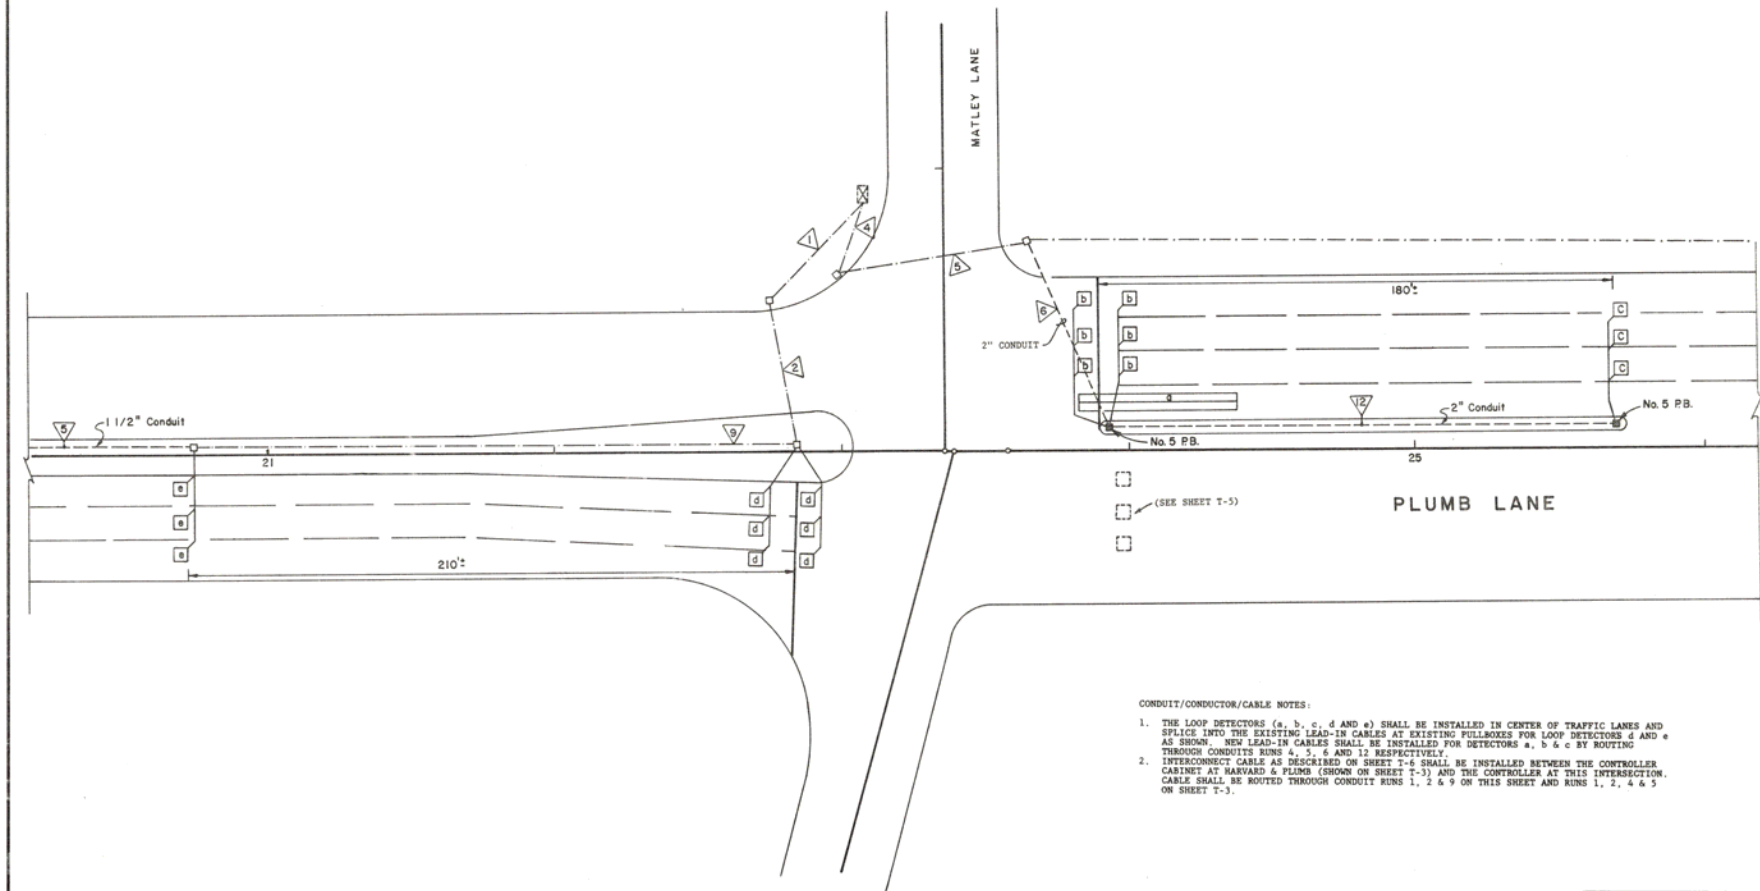 MATLEY LANE
1
4
5
180'±
b
b
c
6
2" CONDUIT
b
b
c
b
b
c
2
a
1 1/2" Conduit
5
9
12
2" Conduit
No. 5 P.B.
No. 5 P.B.
21
25
e
d
d
(SEE SHEET T-5)
PLUMB LANE
e
d
d
e
d
d
210'±
CONDUIT/CONDUCTOR/CABLE NOTES:
1. THE LOOP DETECTORS (a, b, c, d AND e) SHALL BE INSTALLED IN CENTER OF TRAFFIC LANES AND
SPLICE INTO THE EXISTING LEAD-IN CABLES AT EXISTING PULLBOXES FOR LOOP DETECTORS d AND e
AS SHOWN. NEW LEAD-IN CABLES SHALL BE INSTALLED FOR DETECTORS a, b & c BY ROUTING
THROUGH CONDUITS RUNS 4, 5, 6 AND 12 RESPECTIVELY.
2. INTERCONNECT CABLE AS DESCRIBED ON SHEET T-6 SHALL BE INSTALLED BETWEEN THE CONTROLLER
CABINET AT HARVARD & PLUMB (SHOWN ON SHEET T-3) AND THE CONTROLLER AT THIS INTERSECTION.
CABLE SHALL BE ROUTED THROUGH CONDUIT RUNS 1, 2 & 9 ON THIS SHEET AND RUNS 1, 2, 4 & 5
ON SHEET T-3.